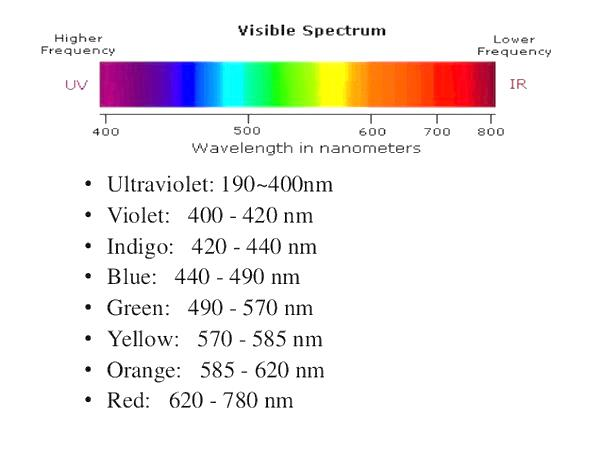 Visible Spectrum
Higher
Frequency
Lower
Frequency
UV
IR
400 500 600 700 800
Wavelength in nanometers
• Ultraviolet: 190~400nm
• Violet: 400 - 420 nm
• Indigo: 420 - 440 nm
• Blue: 440 - 490 nm
• Green: 490 - 570 nm
• Yellow: 570 - 585 nm
• Orange: 585 - 620 nm
• Red: 620 - 780 nm